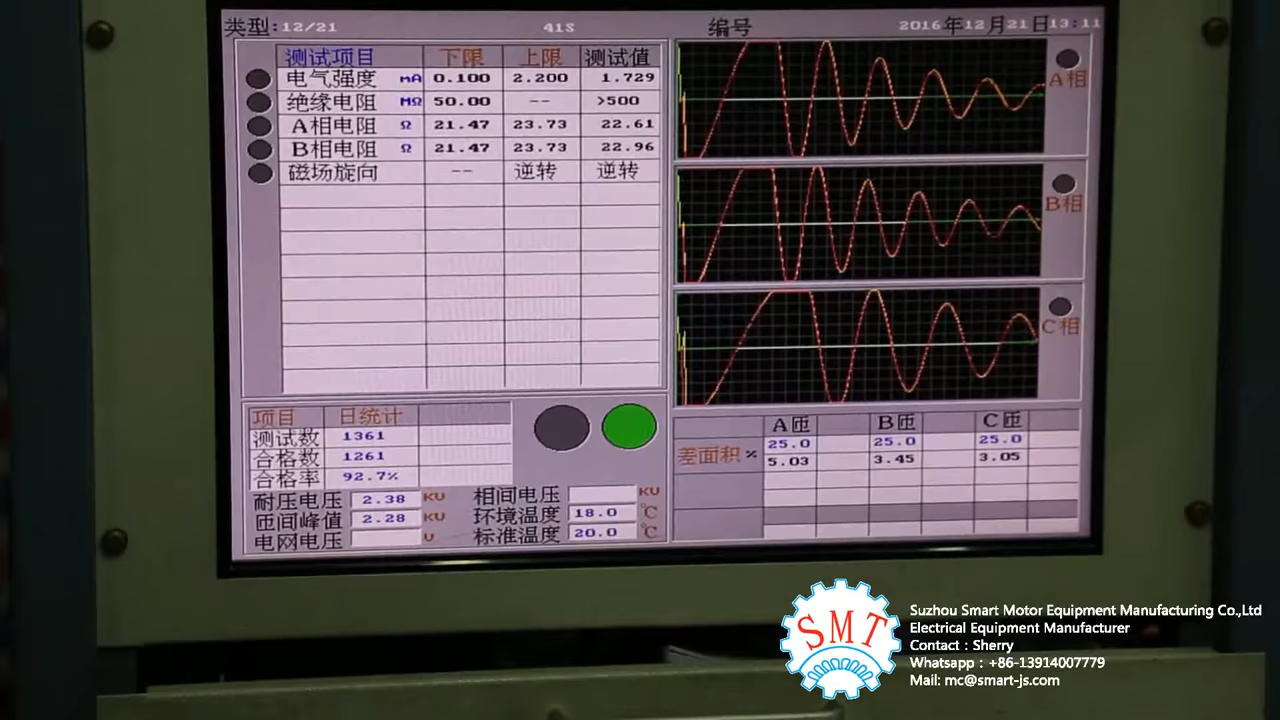 类型:12/21 41S 编号 2016年12月21日13:11
测试项目 下限 上限 测试值
电气强度 mA 0.100 2.200 1.729
绝缘电阻 MΩ 50.00 -- >500
A相电阻 Ω 21.47 23.73 22.61
B相电阻 Ω 21.47 23.73 22.96
磁场旋向 -- 逆转 逆转
A相
B相
C相
项目 日统计
测试数 1361
合格数 1261
合格率 92.7%
耐压电压 2.38 KU
匝间峰值 2.28 KU
电网电压 U
相间电压 KU
环境温度 18.0 ℃
标准温度 20.0 ℃
A匝 B匝 C匝
25.0 25.0 25.0
差面积% 5.03 3.45 3.05
SMT
Suzhou Smart Motor Equipment Manufacturing Co.,Ltd
Electrical Equipment Manufacturer
Contact : Sherry
Whatsapp : +86-13914007779
Mail: mc@smart-js.com